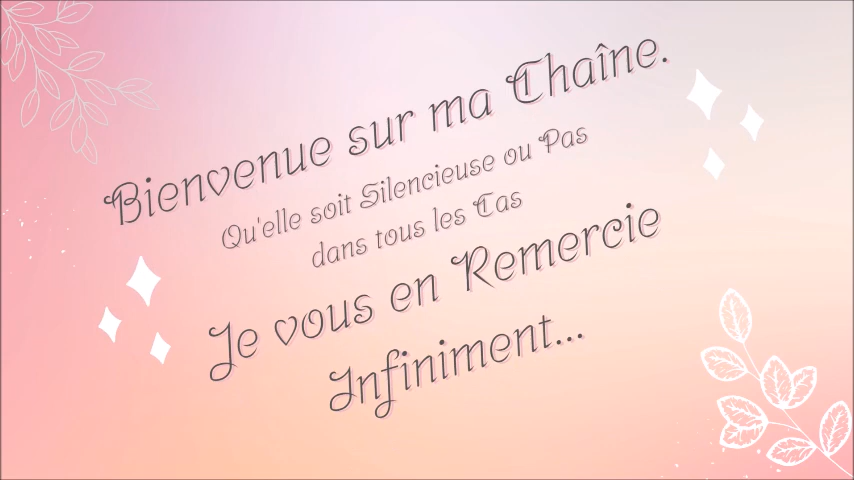 Bienvenue sur ma Chaîne.
Qu'elle soit Silencieuse ou Pas
dans tous les Cas
Je vous en Remercie
Infiniment...